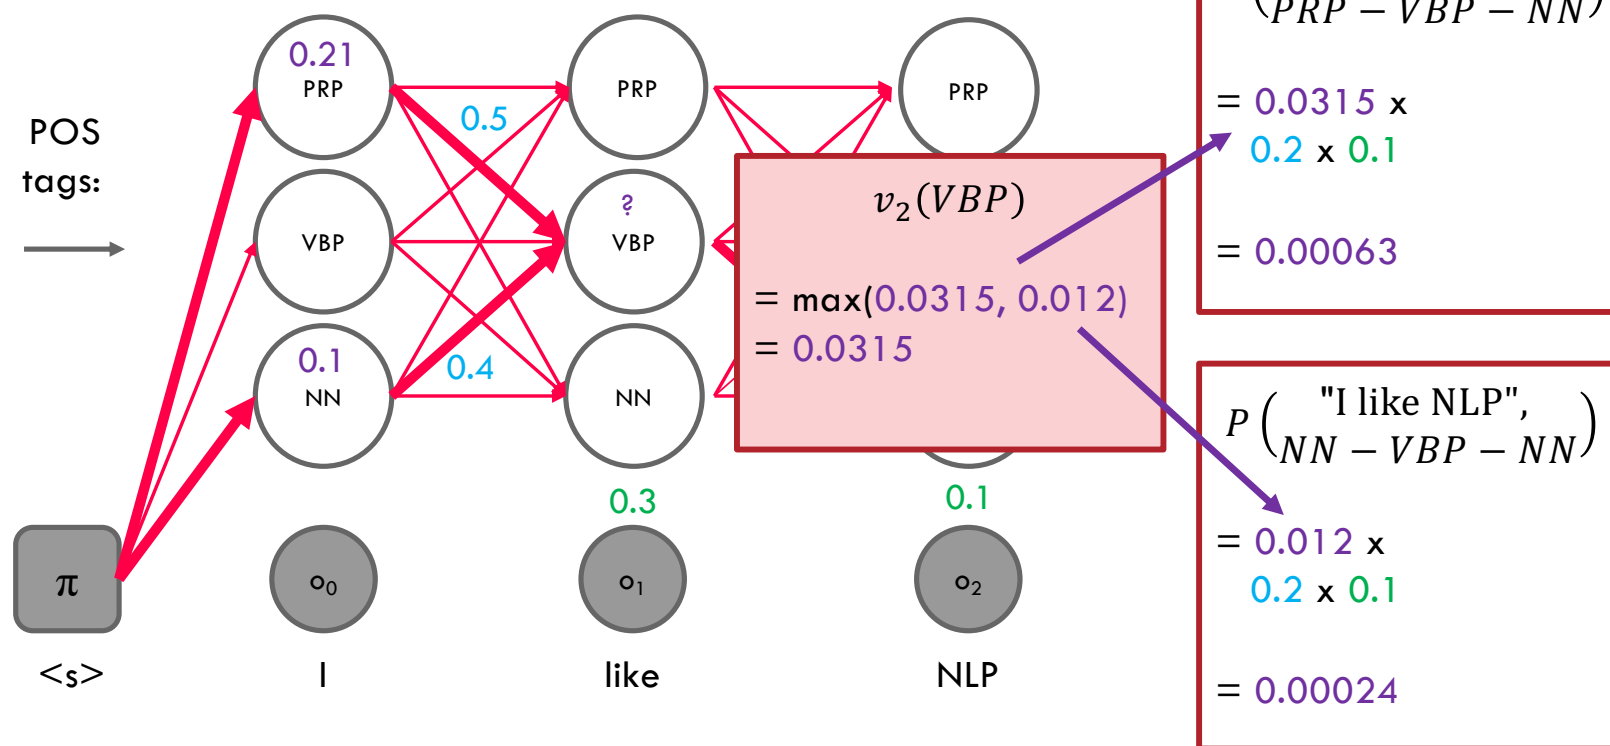 POS
tags:
0.21
PRP
VBP
0.1
NN
0.5
0.4
PRP
?
VBP
NN
0.3
PRP
0.1
v₂(VBP)
= max(0.0315, 0.012)
= 0.0315
(PRP − VBP − NN)
= 0.0315 x
0.2 x 0.1
= 0.00063
P ("I like NLP",
NN − VBP − NN)
= 0.012 x
0.2 x 0.1
= 0.00024
π
o₀
o₁
o₂
<s>
I
like
NLP